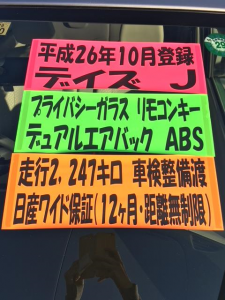 平成26年10月登録
デイズ J
プライバシーガラス リモコンキー
デュアルエアバック ABS
走行2,247キロ 車検整備渡
日産ワイド保証(12ヶ月・距離無制限)
29